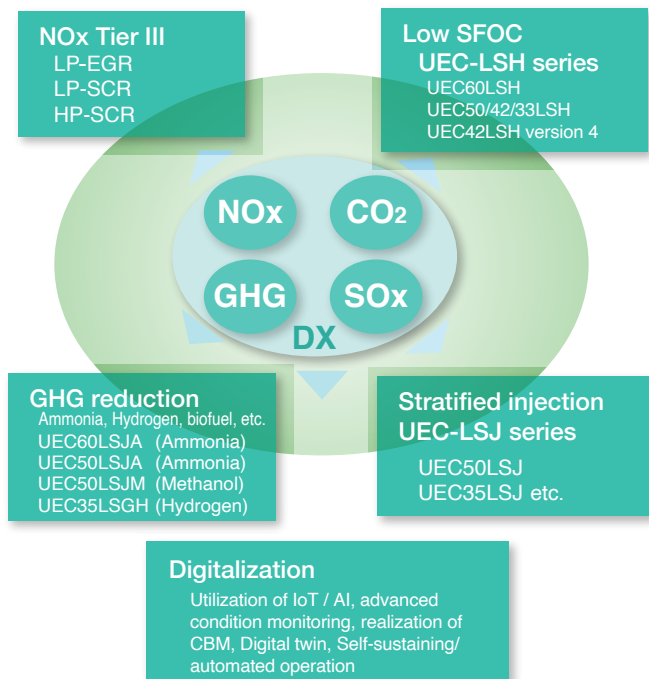 NOx Tier III
LP-EGR
LP-SCR
HP-SCR
Low SFOC
UEC-LSH series
UEC60LSH
UEC50/42/33LSH
UEC42LSH version 4
NOx
CO2
GHG
SOx
DX
GHG reduction
Ammonia, Hydrogen, biofuel, etc.
UEC60LSJA (Ammonia)
UEC50LSJA (Ammonia)
UEC50LSJM (Methanol)
UEC35LSGH (Hydrogen)
Stratified injection
UEC-LSJ series
UEC50LSJ
UEC35LSJ etc.
Digitalization
Utilization of IoT / AI, advanced
condition monitoring, realization of
CBM, Digital twin, Self-sustaining/
automated operation